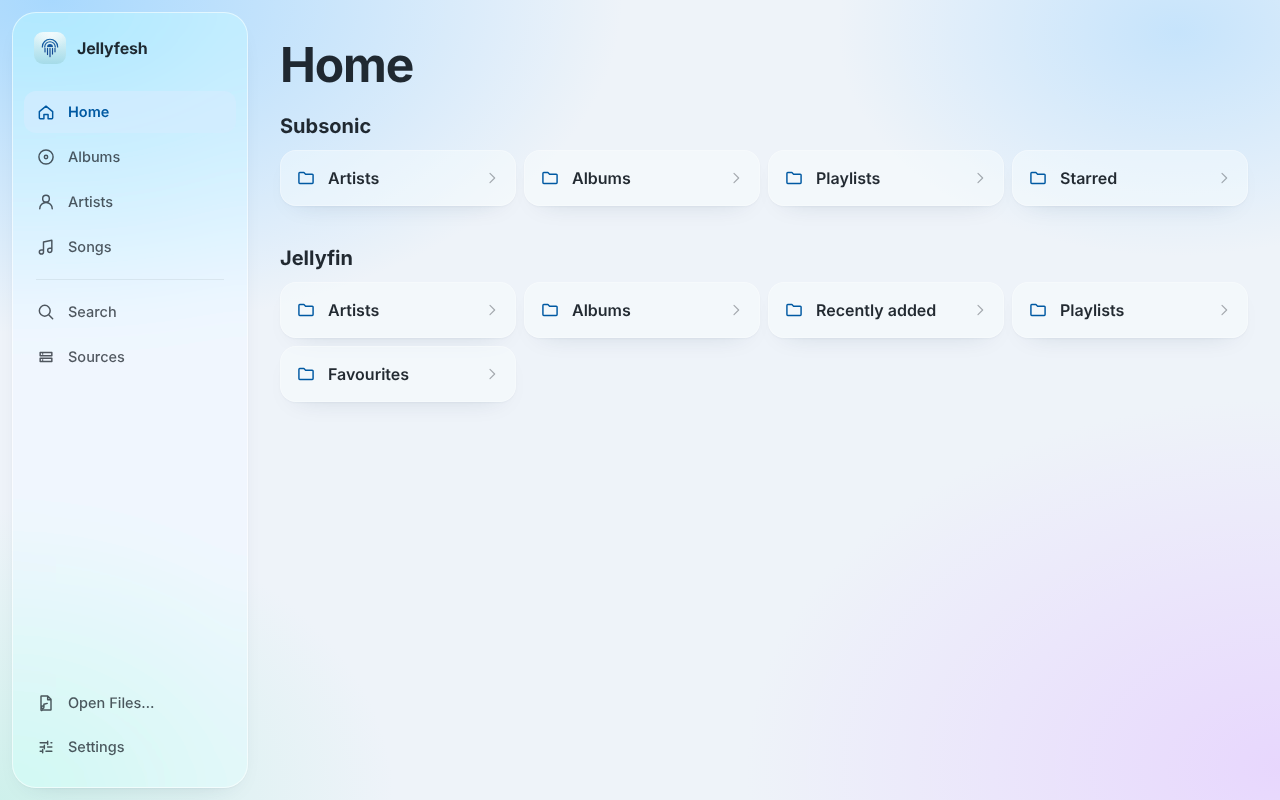 Jellyfesh
Home
Albums
Artists
Songs
Search
Sources
Open Files...
Settings
Home
Subsonic
Artists
Albums
Playlists
Starred
Jellyfin
Artists
Albums
Recently added
Playlists
Favourites